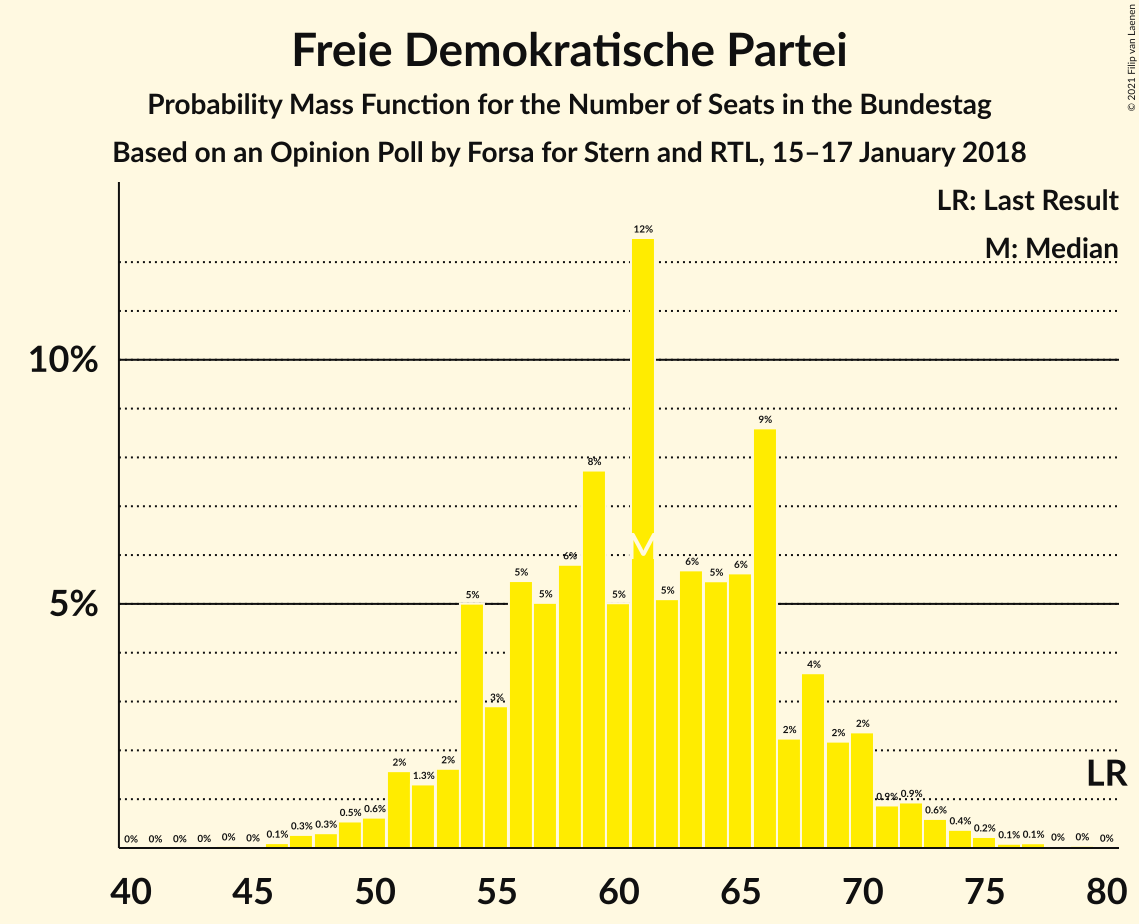 Freie Demokratische Partei
Probability Mass Function for the Number of Seats in the Bundestag
Based on an Opinion Poll by Forsa for Stern and RTL, 15–17 January 2018
© 2021 Filip van Laenen
LR: Last Result
M: Median
10%
5%
0% 0% 0% 0% 0% 0% 0.1% 0.3% 0.3% 0.5% 0.6% 2% 1.3% 2% 5% 3% 5% 5% 6% 8% 5% 12% 5% 6% 5% 6% 9% 2% 4% 2% 2% 0.9% 0.9% 0.6% 0.4% 0.2% 0.1% 0.1% 0% 0% 0%
M
LR
40 45 50 55 60 65 70 75 80